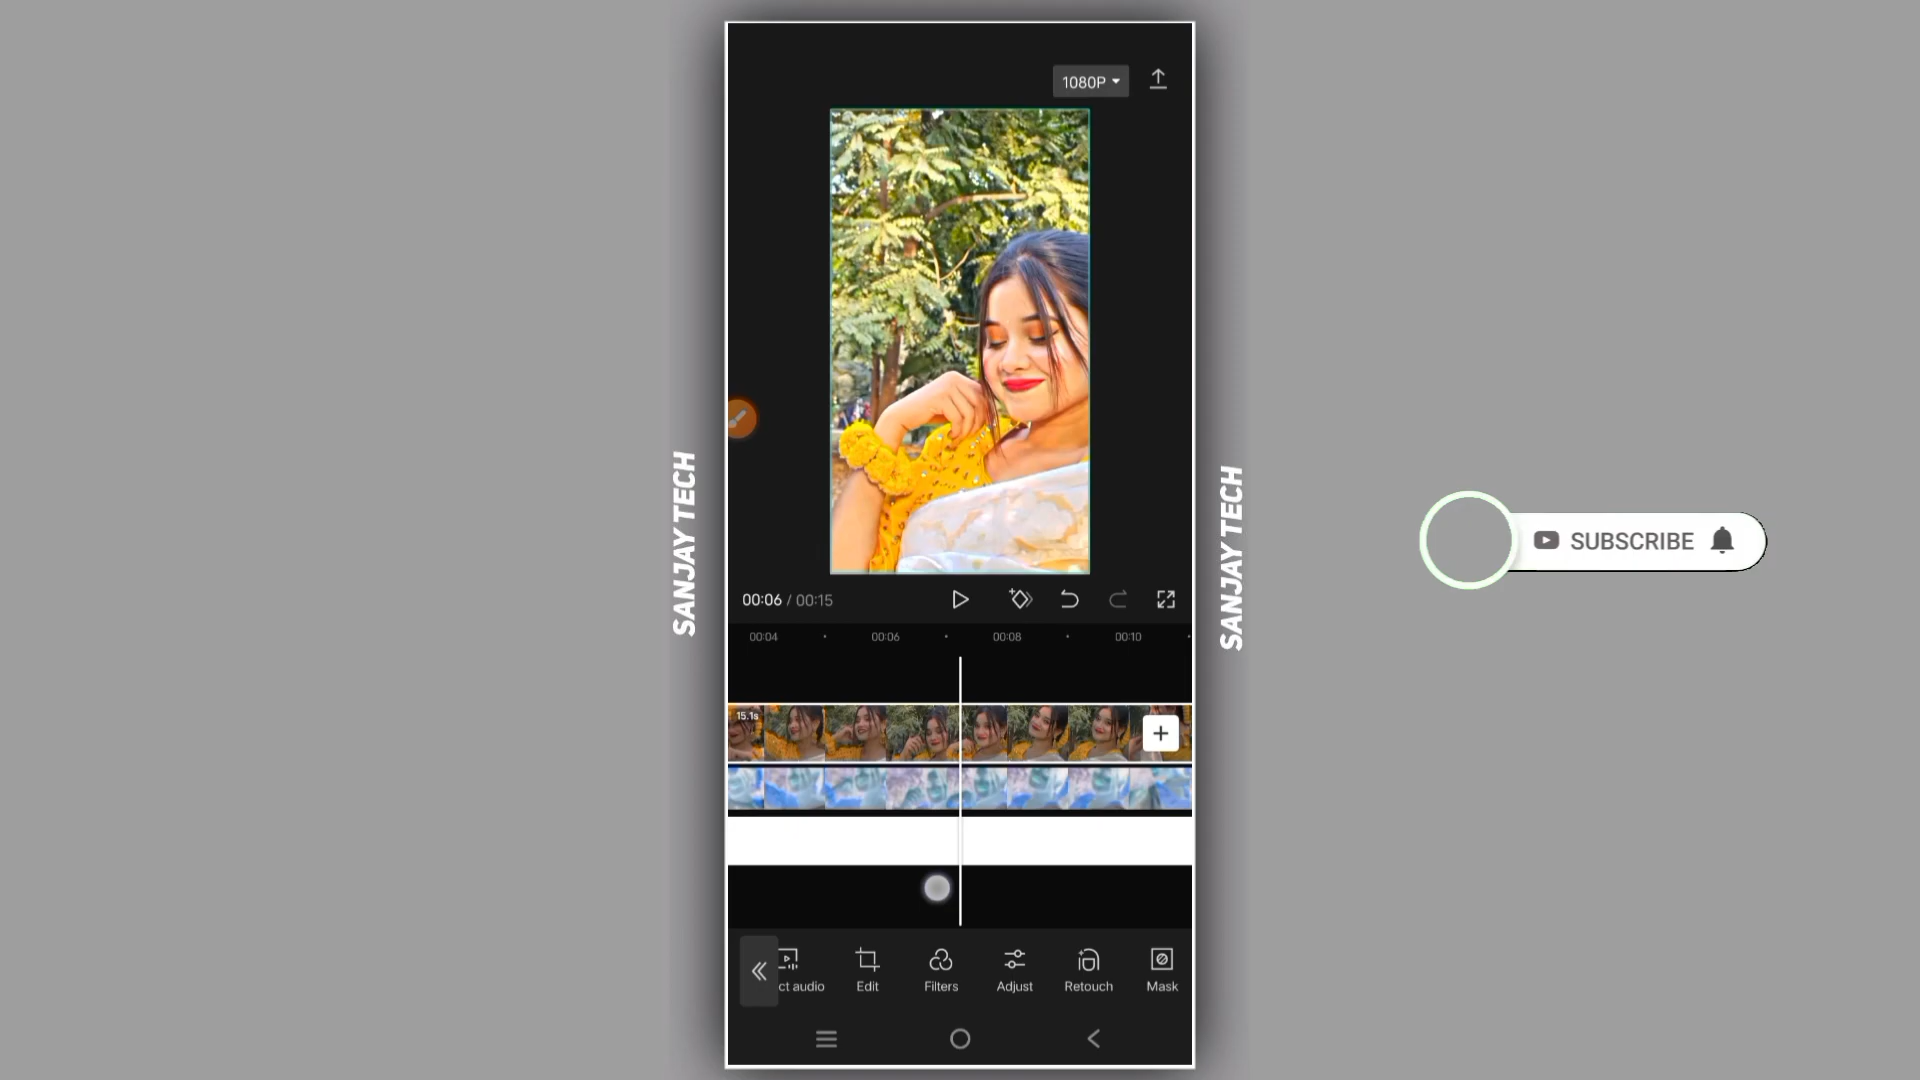 1080P
SANJAY TECH
SANJAY TECH
SUBSCRIBE
00:06 / 00:15
00:04
00:06
00:08
00:10
15.1s
ct audio
Edit
Filters
Adjust
Retouch
Mask